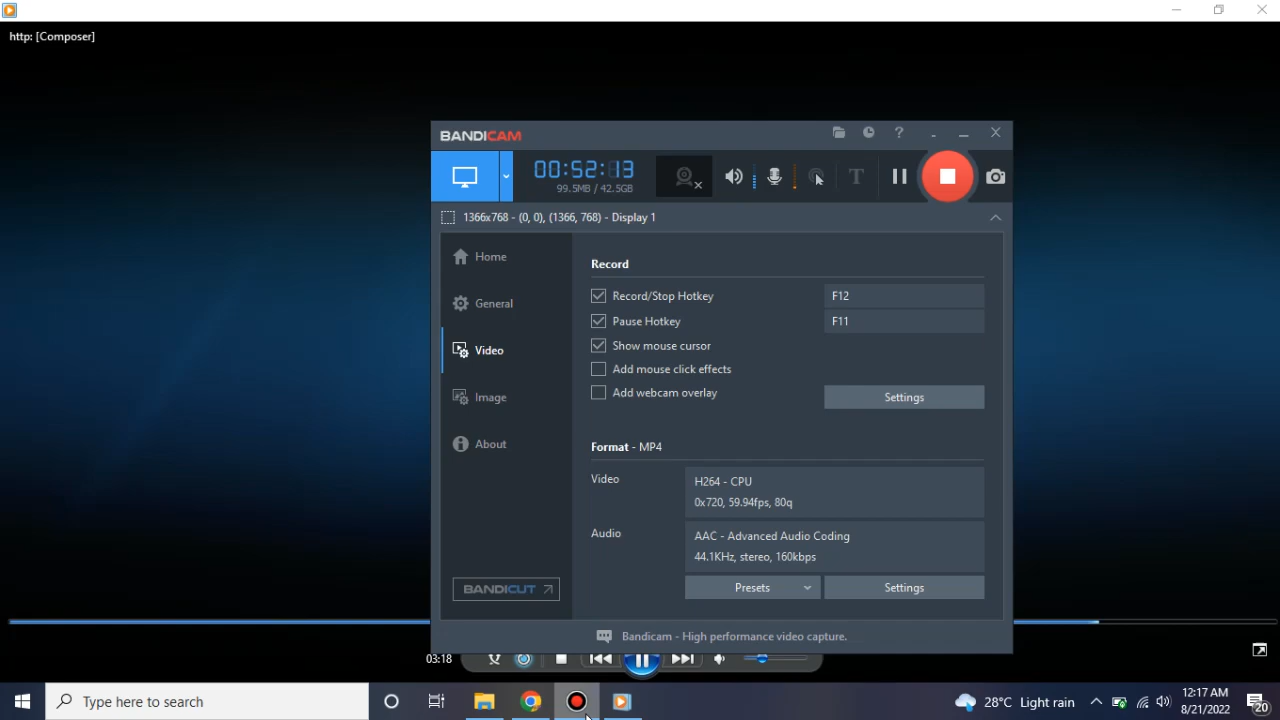 http: [Composer]
BANDICAM
?
00:52:13
99.5MB / 42.5GB
T
1366x768 - (0, 0), (1366, 768) - Display 1
Home
General
Video
Image
About
BANDICUT
Record
Record/Stop Hotkey F12
Pause Hotkey F11
Show mouse cursor
Add mouse click effects
Add webcam overlay
Settings
Format - MP4
Video
H264 - CPU
0x720, 59.94fps, 80q
Audio
AAC - Advanced Audio Coding
44.1KHz, stereo, 160kbps
Presets
Settings
Bandicam - High performance video capture.
03:18
Type here to search
28°C Light rain
12:17 AM
8/21/2022
20